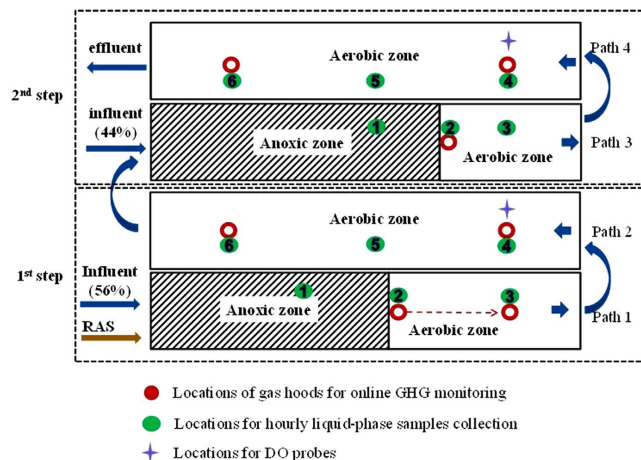 effluent
Aerobic zone
Path 4
6
5
4
2nd step
influent
(44%)
1
2
3
Anoxic zone
Aerobic zone
Path 3
Aerobic zone
Path 2
6
5
4
1st step
Influent
(56%)
1
2
3
RAS
Anoxic zone
Aerobic zone
Path 1
Locations of gas hoods for online GHG monitoring
Locations for hourly liquid-phase samples collection
Locations for DO probes